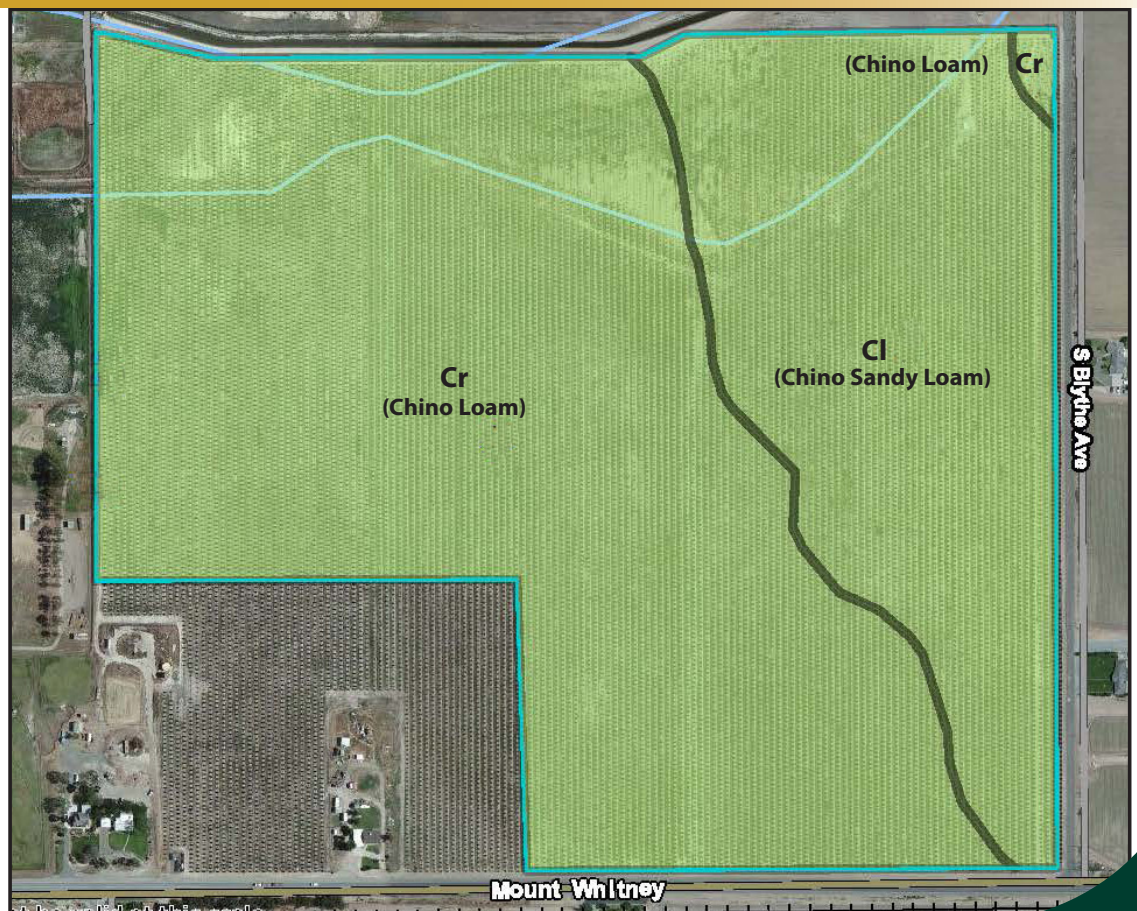 (Chino Loam) Cr
Cl
(Chino Sandy Loam)
Cr
(Chino Loam)
S Blythe Ave
Mount Whitney